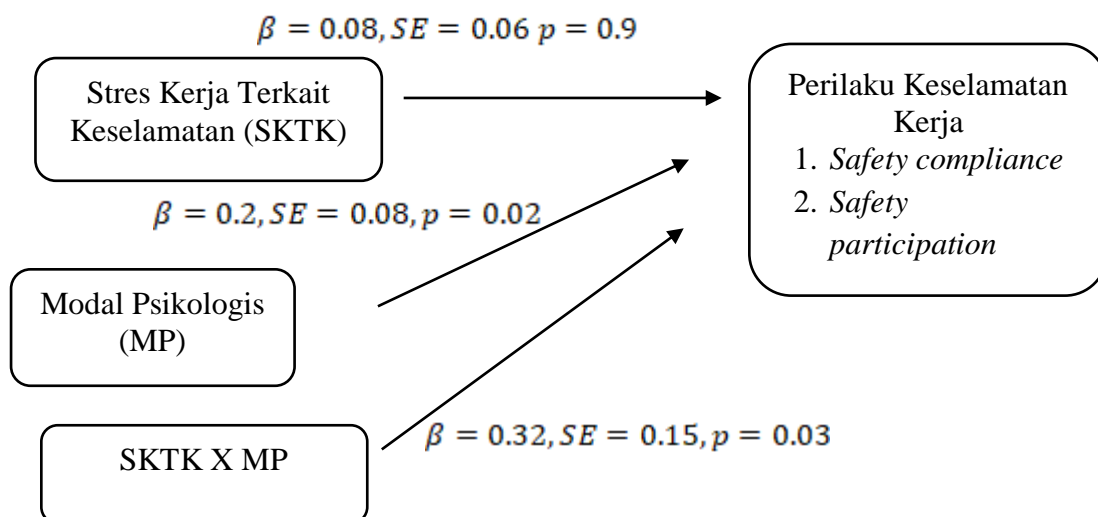 β = 0.08, SE = 0.06 p = 0.9
Stres Kerja Terkait
Keselamatan (SKTK)
Perilaku Keselamatan
Kerja
1. Safety compliance
2. Safety
participation
β = 0.2, SE = 0.08, p = 0.02
Modal Psikologis
(MP)
β = 0.32, SE = 0.15, p = 0.03
SKTK X MP